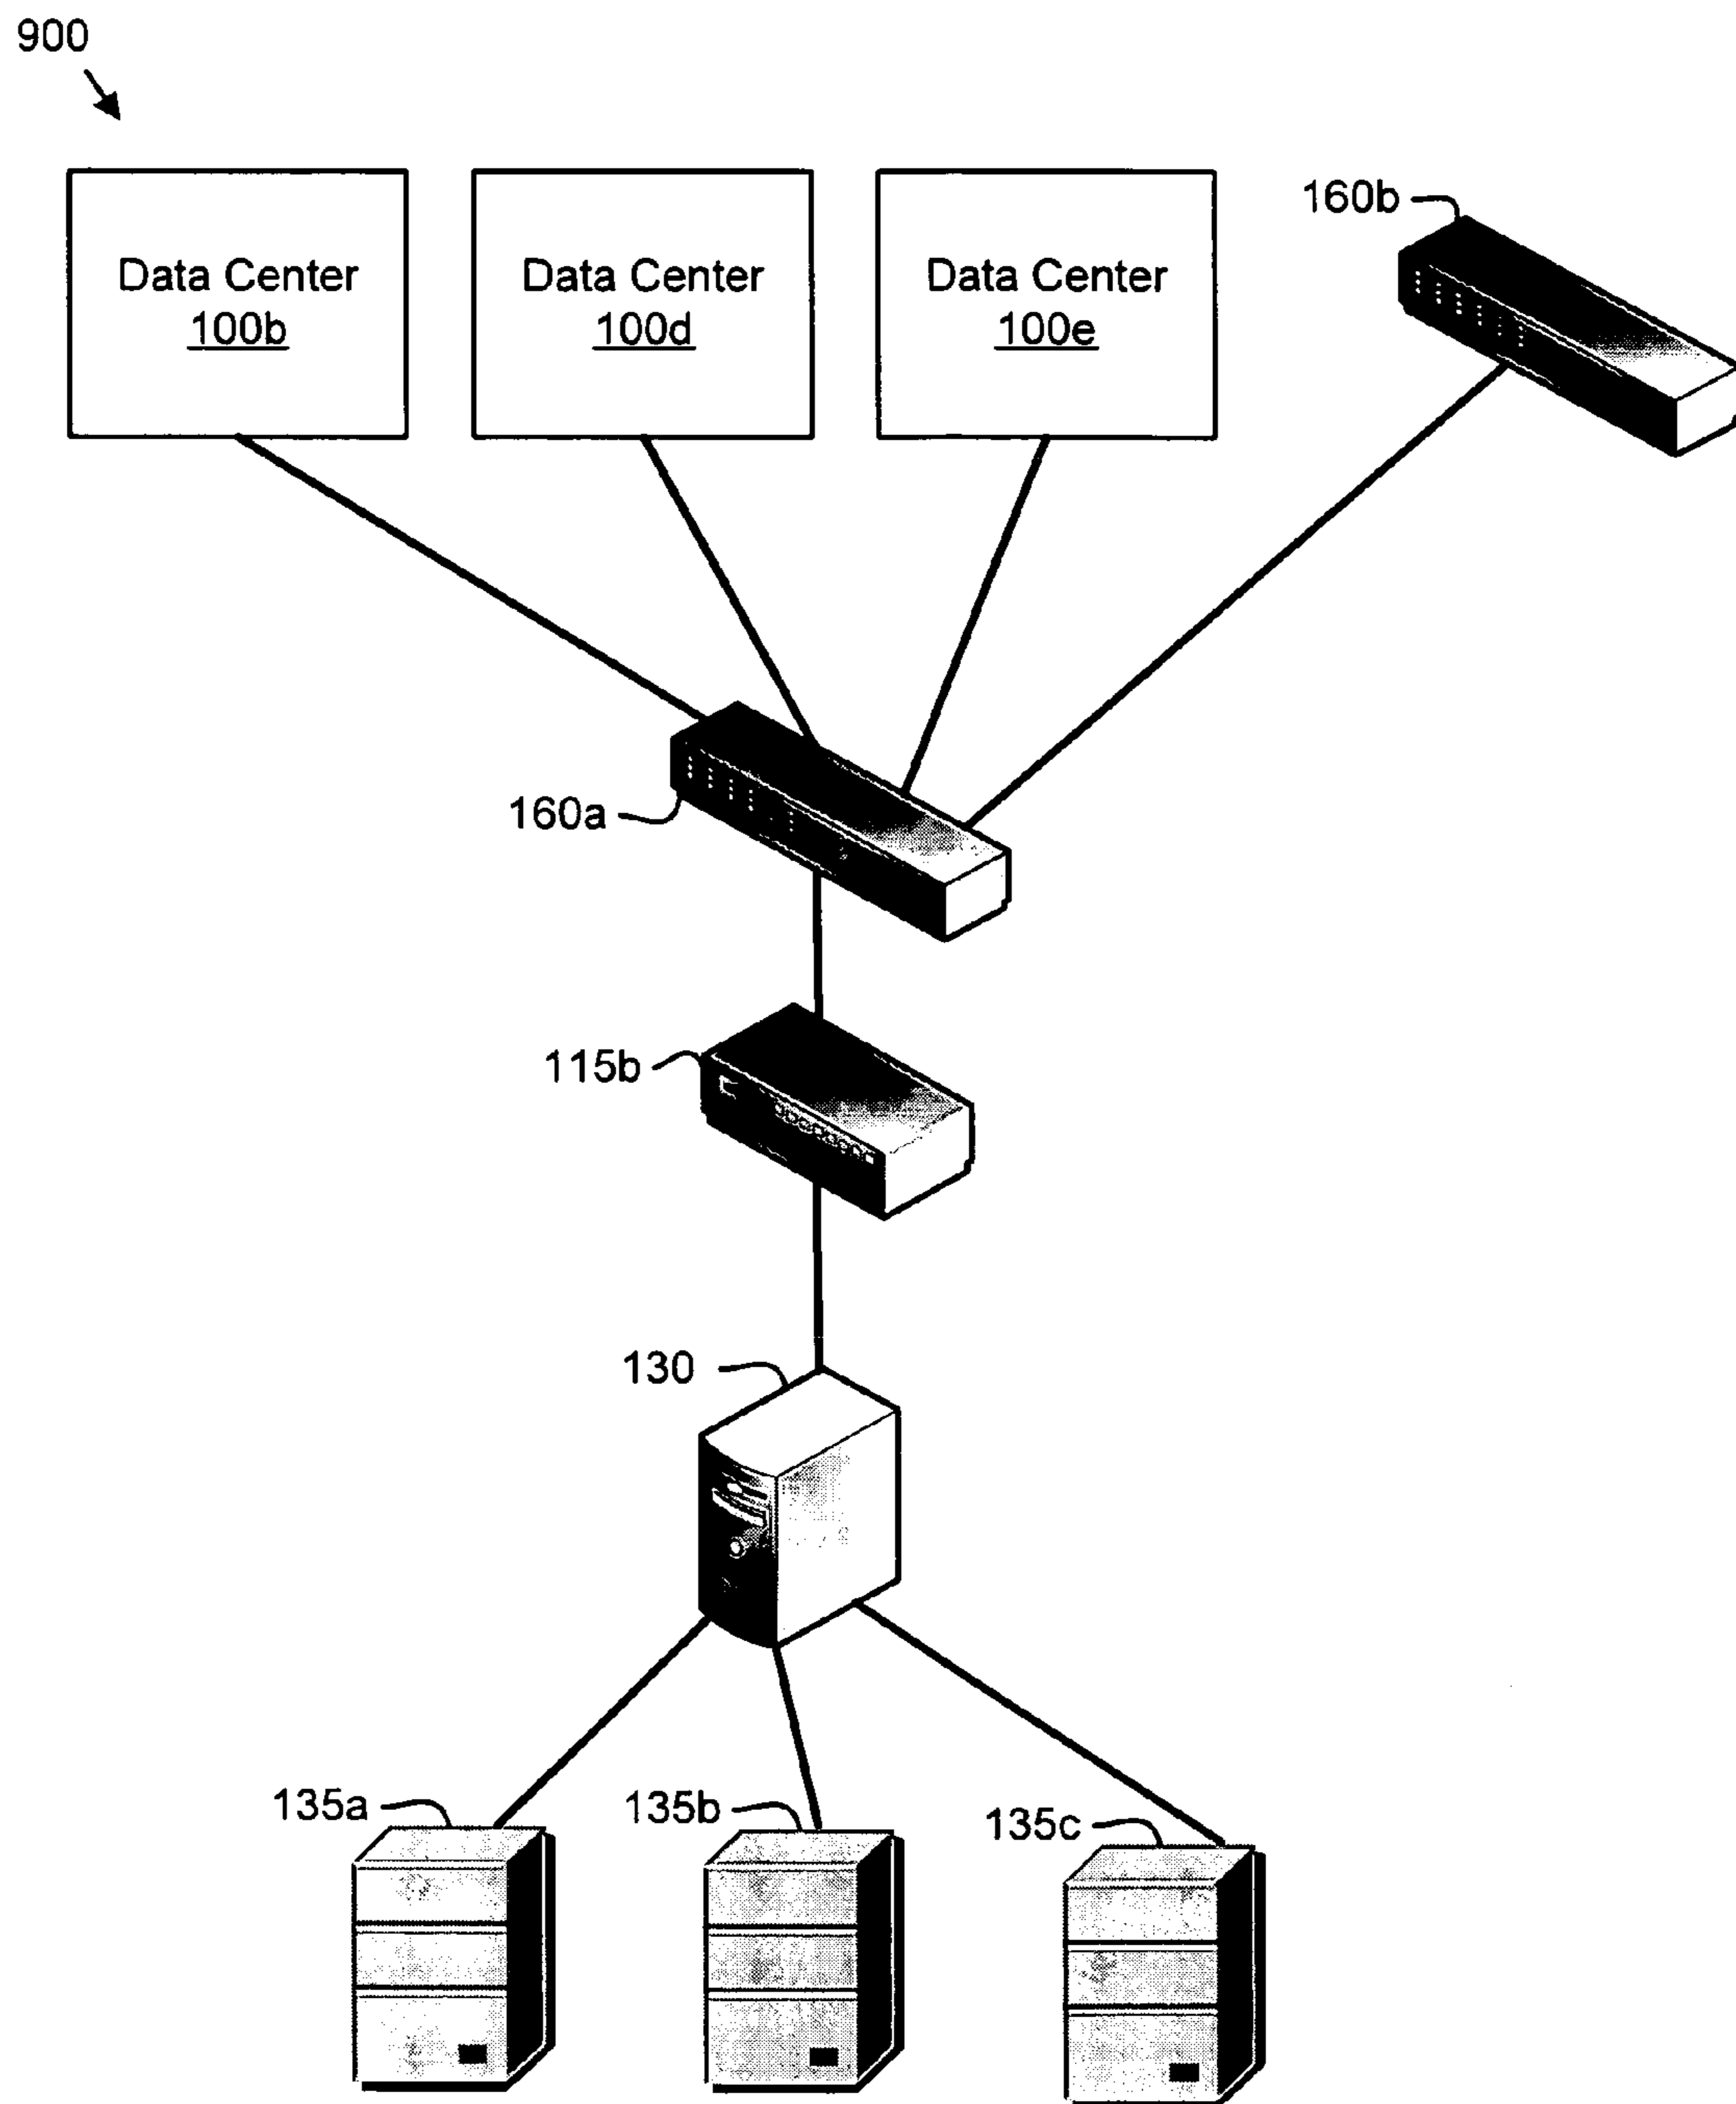 900
Data Center
100b
Data Center
100d
Data Center
100e
160b
160a
115b
130
135a
135b
135c